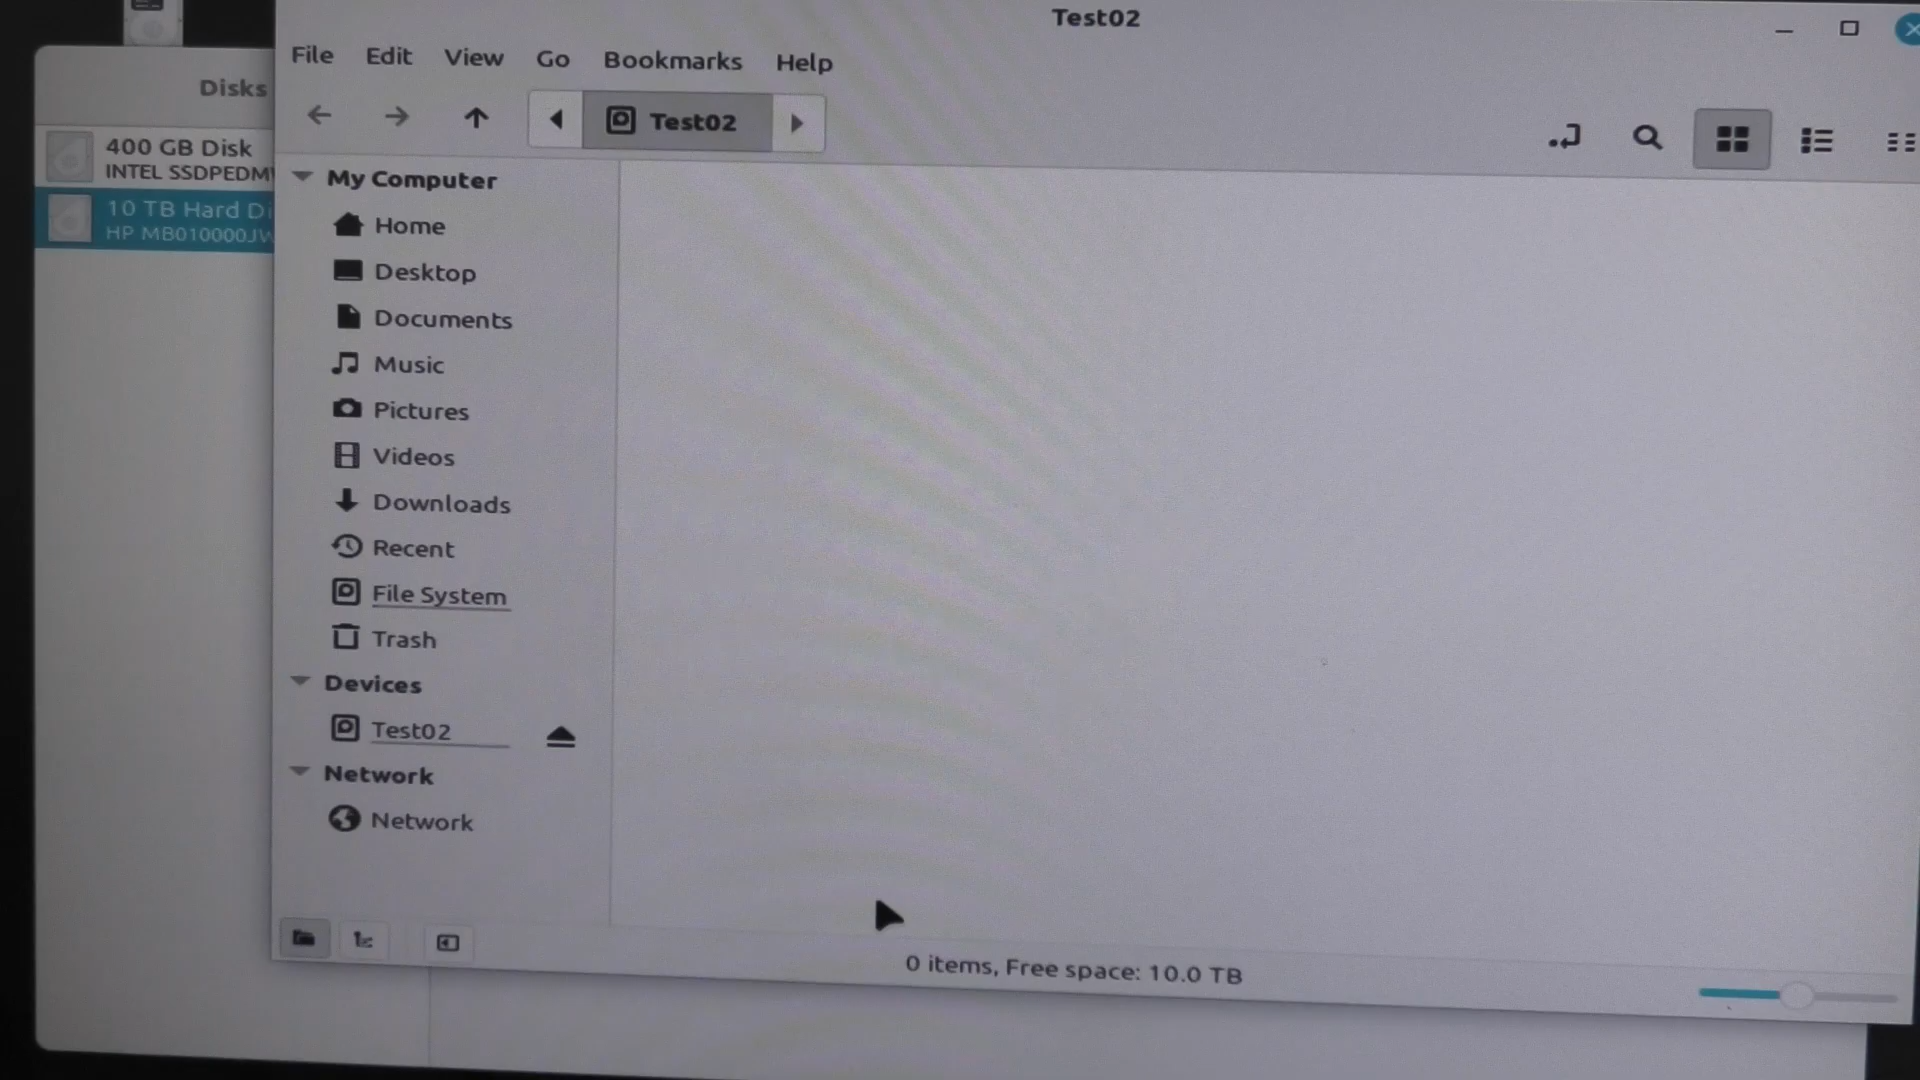 Test02
File Edit View Go Bookmarks Help
Disks
Test02
400 GB Disk
INTEL SSDPEDM
10 TB Hard Di
HP MB010000JW
My Computer
Home
Desktop
Documents
Music
Pictures
Videos
Downloads
Recent
File System
Trash
Devices
Test02
Network
Network
0 items, Free space: 10.0 TB